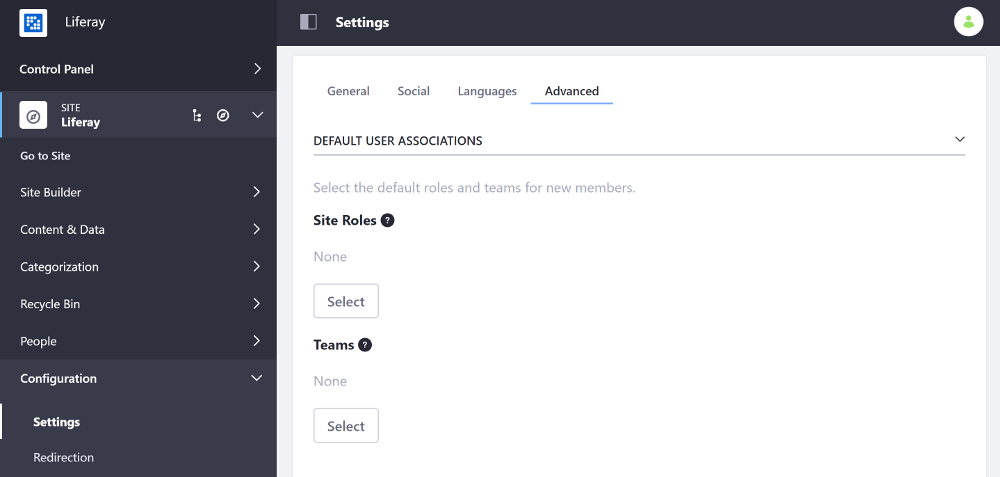 Liferay
Control Panel
SITE
Liferay
Go to Site
Site Builder
Content & Data
Categorization
Recycle Bin
People
Configuration
Settings
Redirection
Settings
General Social Languages Advanced
DEFAULT USER ASSOCIATIONS
Select the default roles and teams for new members.
Site Roles ?
None
Select
Teams ?
None
Select